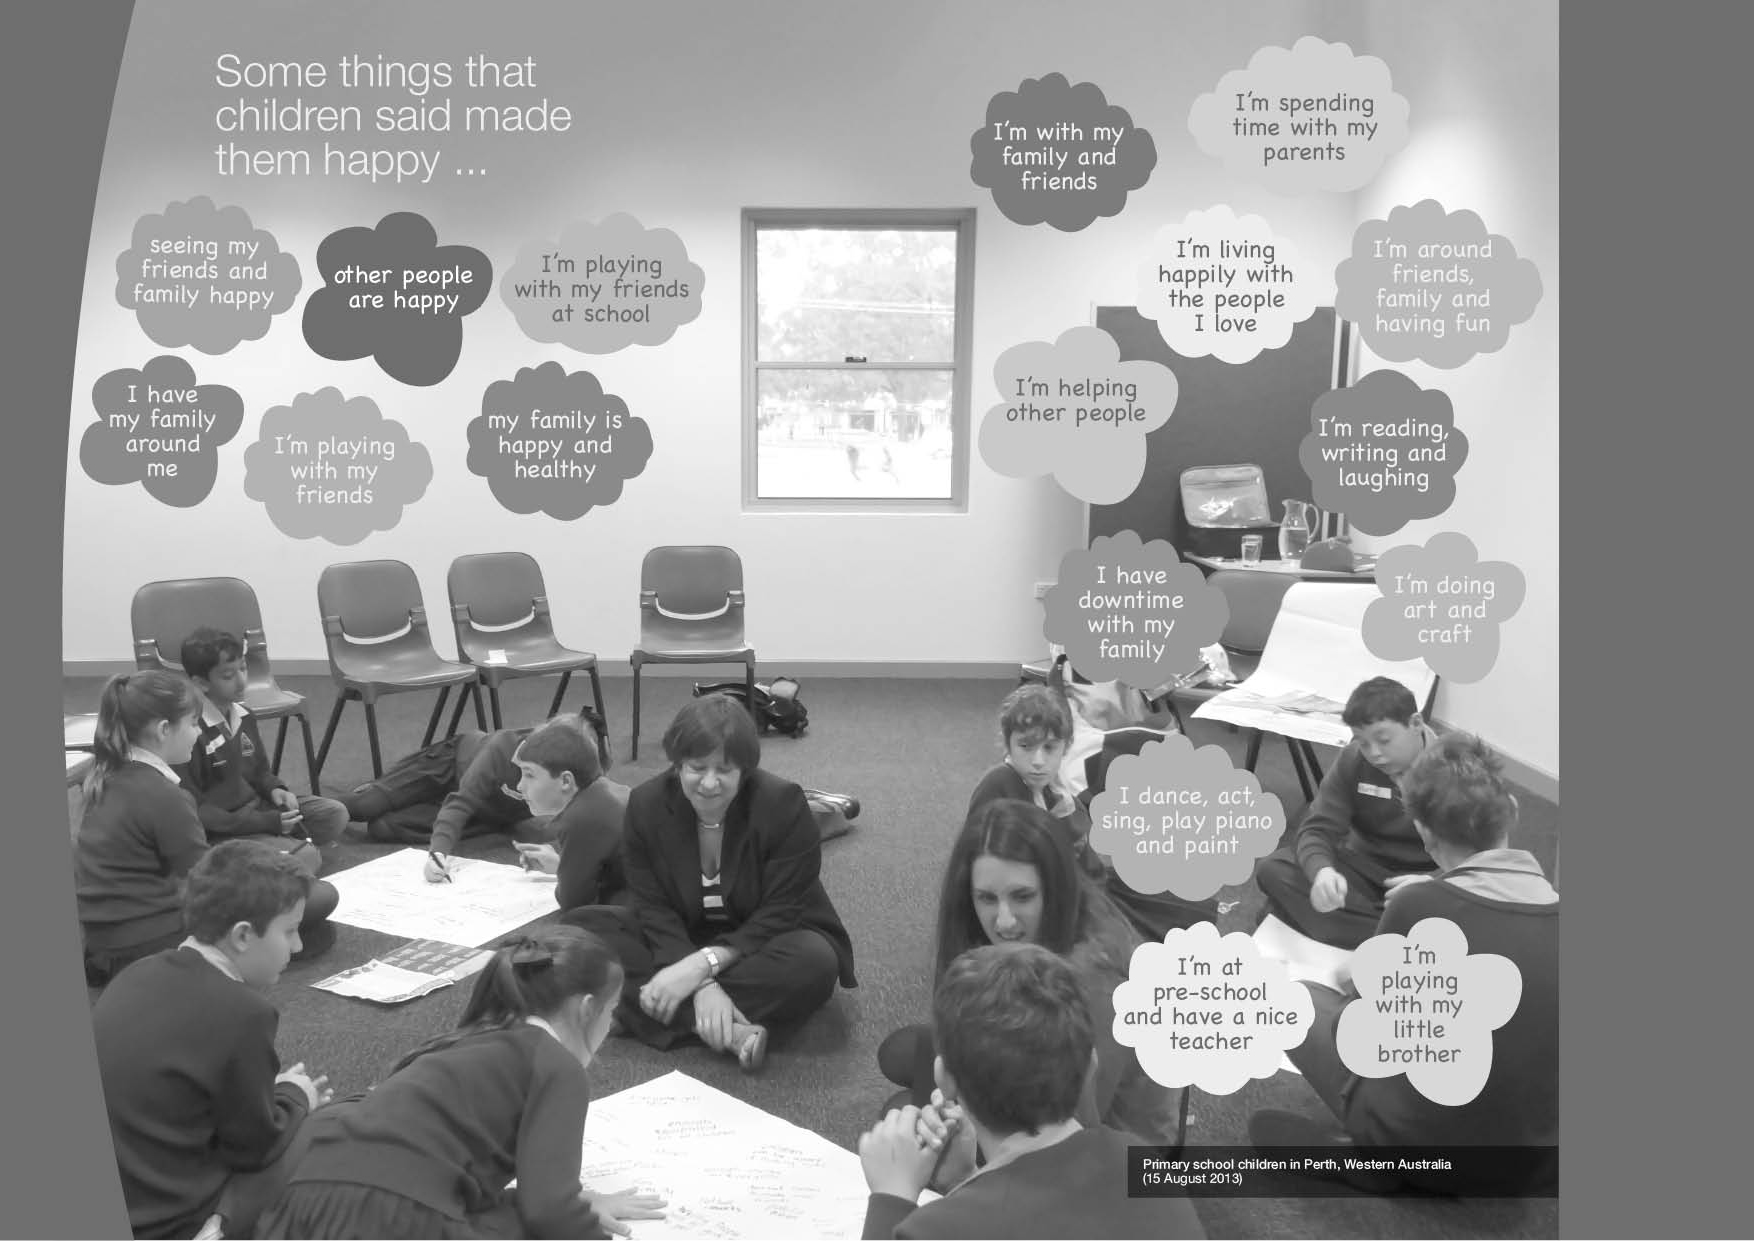 Some things that
children said made
them happy ...
seeing my
friends and
family happy
other people
are happy
I'm playing
with my friends
at school
I have
my family
around
me
I'm playing
with my
friends
my family is
happy and
healthy
I'm with my
family and
friends
I'm spending
time with my
parents
I'm living
happily with
the people
I love
I'm around
friends,
family and
having fun
I'm helping
other people
I'm reading,
writing and
laughing
I have
downtime
with my
family
I'm doing
art and
craft
I dance, act,
sing, play piano
and paint
I'm at
pre-school
and have a nice
teacher
I'm
playing
with my
little
brother
Primary school children in Perth, Western Australia
(15 August 2013)